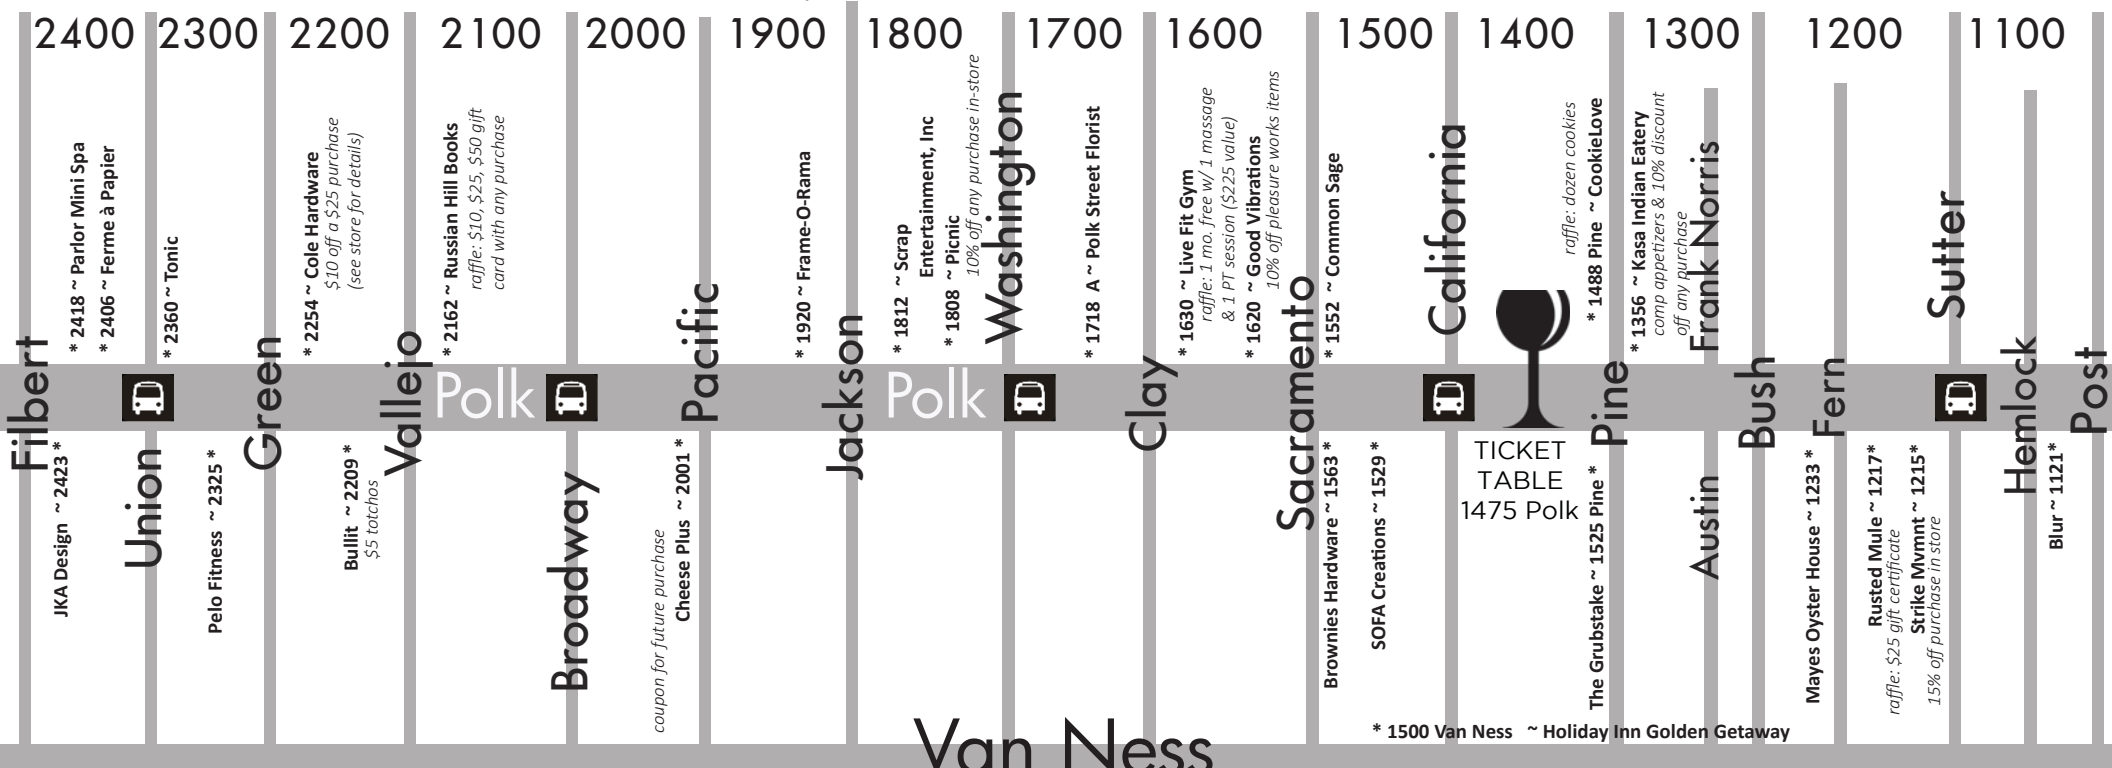 2400
2300
2200
2100
2000
1900
1800
1700
1600
1500
1400
1300
1200
1100
* 2418 ~ Parlor Mini Spa
* 2406 ~ Ferme à Papier
* 2360 ~ Tonic
* 2254 ~ Cole Hardware
$10 off a $25 purchase
(see store for details)
* 2162 ~ Russian Hill Books
raffle: $10, $25, $50 gift
card with any purchase
* 1920 ~ Frame-O-Rama
* 1812 ~ Scrap
Entertainment, Inc
* 1808 ~ Picnic
10% off any purchase in-store
* 1718 A ~ Polk Street Florist
* 1630 ~ Live Fit Gym
raffle: 1 mo. free w/ 1 massage
& 1 PT session ($225 value)
* 1620 ~ Good Vibrations
10% off pleasure works items
* 1552 ~ Common Sage
raffle: dozen cookies
* 1488 Pine ~ CookieLove
* 1356 ~ Kasa Indian Eatery
comp appetizers & 10% discount
off any purchase
Filbert
Union
Green
Vallejo
Polk
Broadway
Pacific
Jackson
Polk
Washington
Clay
Sacramento
California
Pine
Frank Norris
Austin
Bush
Fern
Sutter
Hemlock
Post
JKA Design ~ 2423 *
Pelo Fitness ~ 2325 *
Bullit ~ 2209 *
$5 totchos
coupon for future purchase
Cheese Plus ~ 2001 *
Brownies Hardware ~ 1563 *
SOFA Creations ~ 1529 *
TICKET
TABLE
1475 Polk
The Grubstake ~ 1525 Pine *
Mayes Oyster House ~ 1233 *
Rusted Mule ~ 1217*
raffle: $25 gift certificate
Strike Mvmnt ~ 1215*
15% off purchase in store
Blur ~ 1121*
* 1500 Van Ness ~ Holiday Inn Golden Getaway
Van Ness